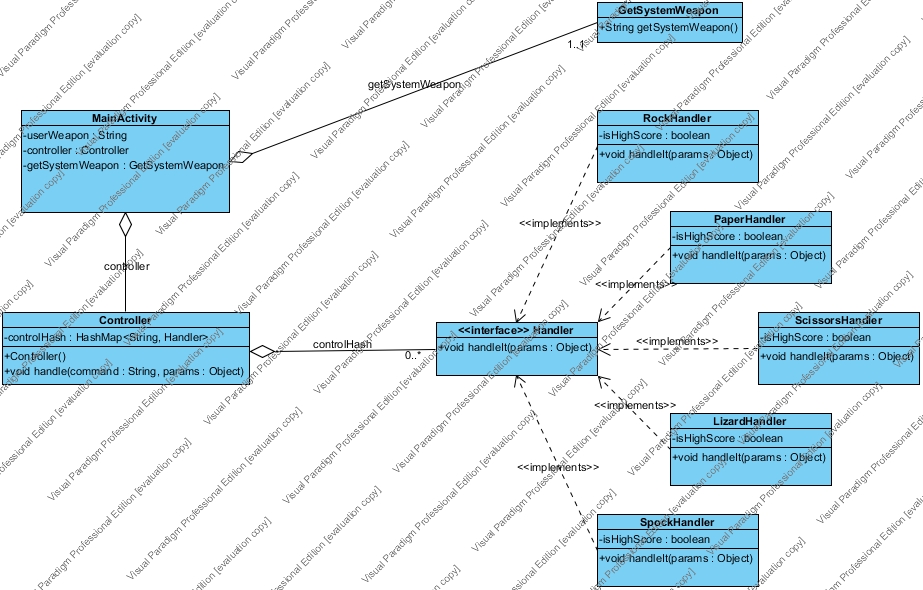 GetSystemWeapon
+String getSystemWeapon()
1..1
getSystemWeapon
MainActivity
-userWeapon : String
-controller : Controller
-getSystemWeapon : GetSystemWeapon
RockHandler
-isHighScore : boolean
+void handleIt(params : Object)
<<implements>>
PaperHandler
-isHighScore : boolean
+void handleIt(params : Object)
controller
<<implements>>
Controller
-controlHash : HashMap<String, Handler>
+Controller()
+void handle(command : String, params : Object)
controlHash
0..*
<<interface>> Handler
+void handleIt(params : Object)
<<implements>>
ScissorsHandler
-isHighScore : boolean
+void handleIt(params : Object)
<<implements>>
LizardHandler
-isHighScore : boolean
+void handleIt(params : Object)
<<implements>>
SpockHandler
-isHighScore : boolean
+void handleIt(params : Object)
Visual Paradigm Professional Edition [evaluation copy]